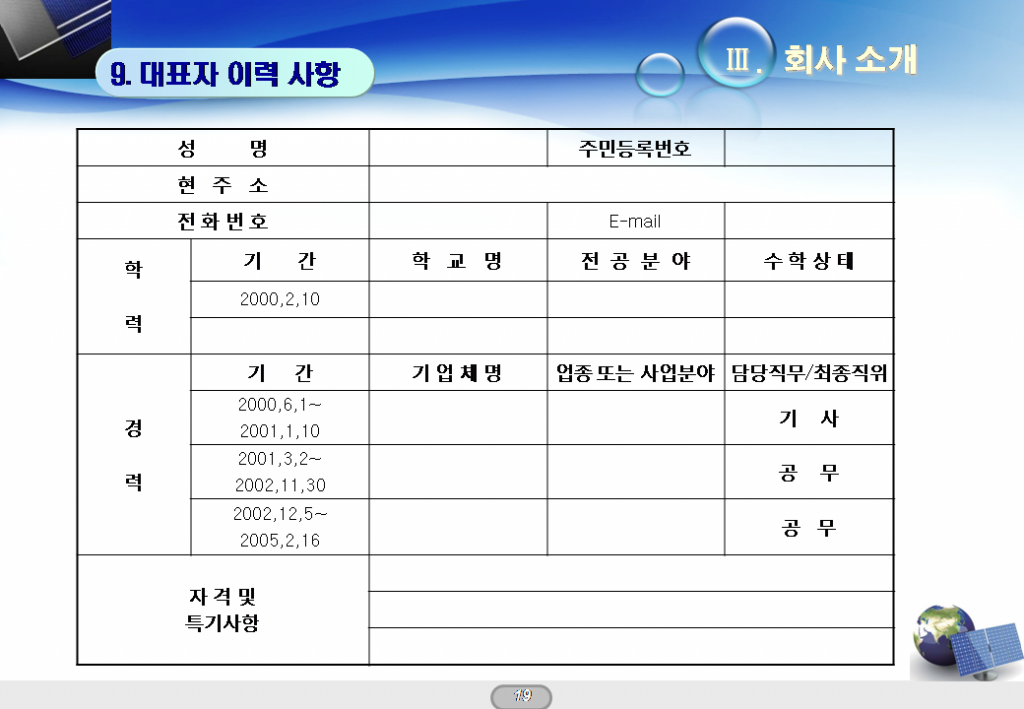 9. 대표자 이력 사항
Ⅲ. 회사 소개
성 명 주민등록번호
현 주 소
전화번호 E-mail
학 력
기 간 학 교 명 전 공 분 야 수학상태
2000,2,10
경 력
기 간 기업체명 업종 또는 사업분야 담당직무/최종직위
2000,6,1~
2001,1,10
기 사
2001,3,2~
2002,11,30
공 무
2002,12,5~
2005,2,16
공 무
자격및
특기사항
19